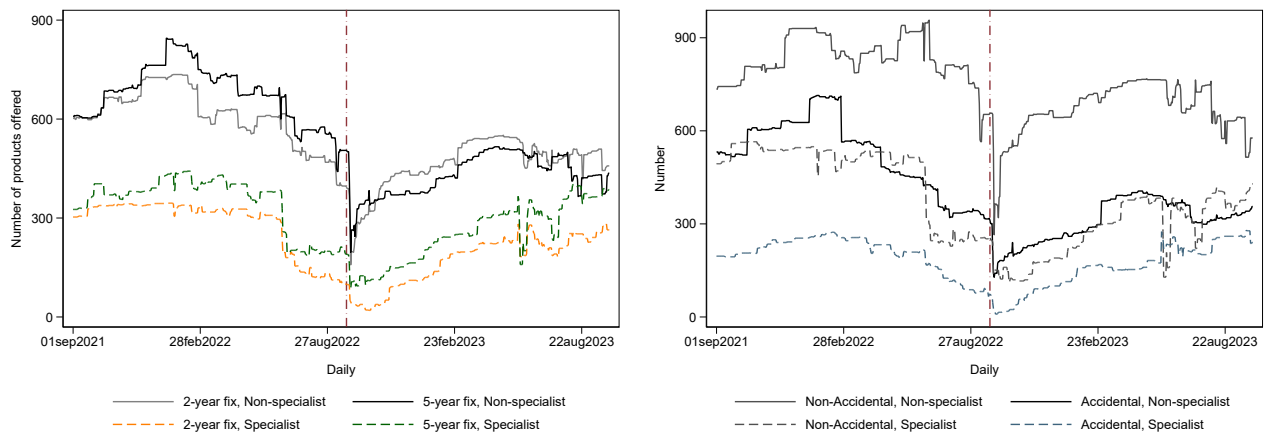 Number of products offered
900
600
300
0
01sep2021
28feb2022
27aug2022
23feb2023
22aug2023
Daily
2-year fix, Non-specialist
5-year fix, Non-specialist
2-year fix, Specialist
5-year fix, Specialist
Number
900
600
300
0
01sep2021
28feb2022
27aug2022
23feb2023
22aug2023
Daily
Non-Accidental, Non-specialist
Accidental, Non-specialist
Non-Accidental, Specialist
Accidental, Specialist